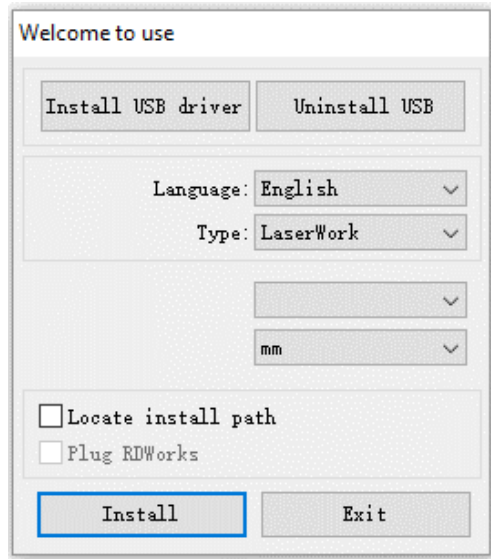 Welcome to use
Install USB driver Uninstall USB
Language: English
Type: LaserWork
mm
Locate install path
Plug RDWorks
Install Exit